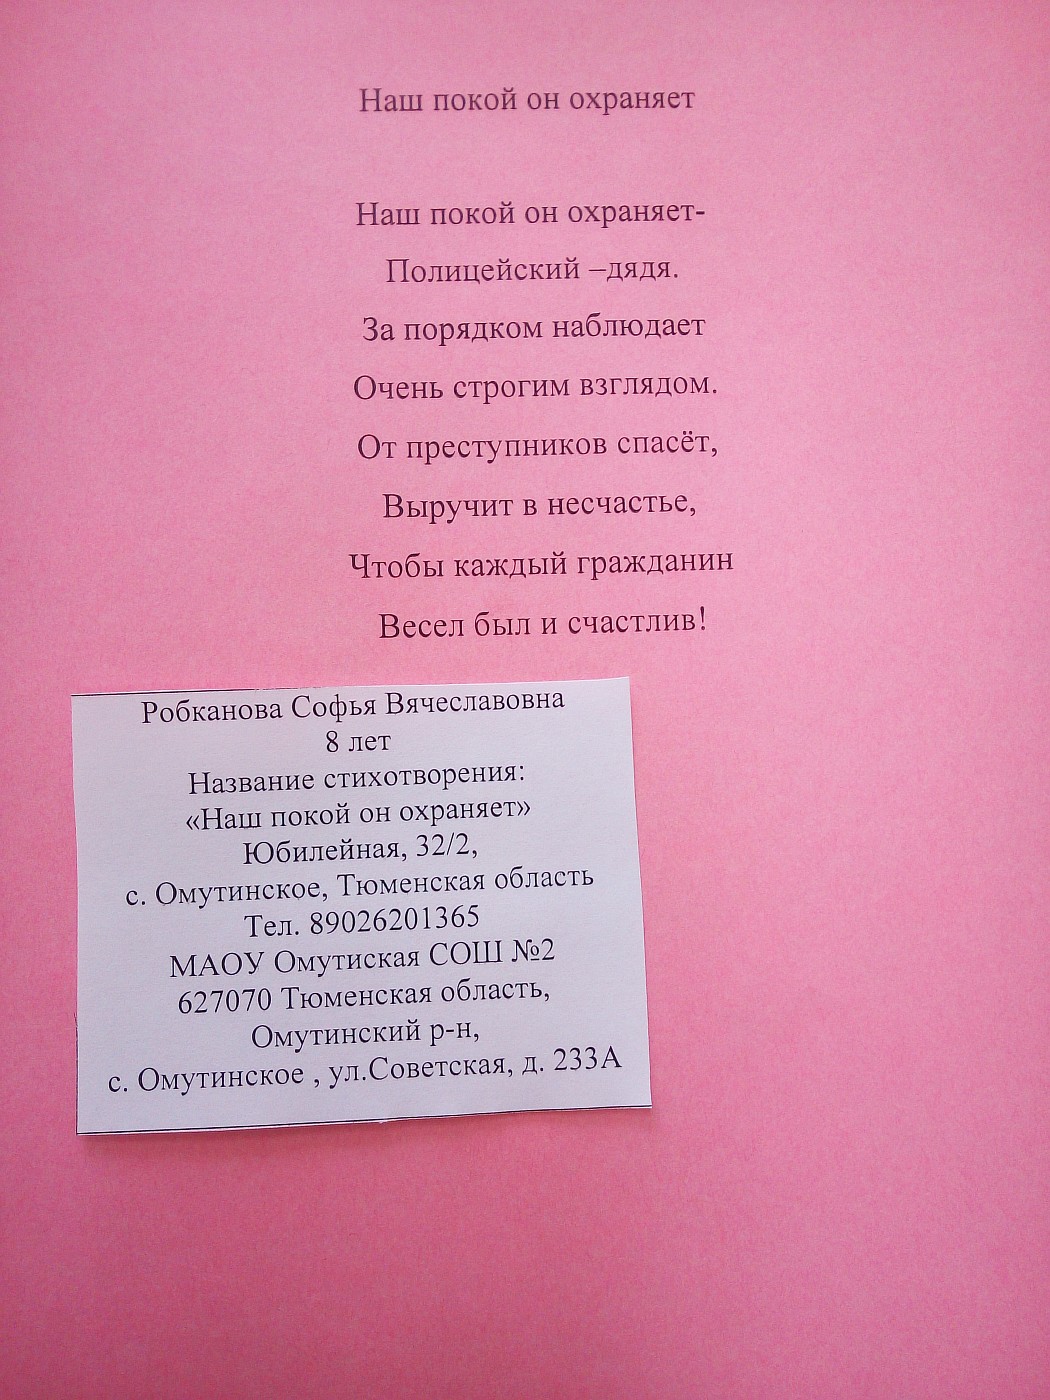 Наш покой он охраняет
Наш покой он охраняет-
Полицейский –дядя.
За порядком наблюдает
Очень строгим взглядом.
От преступников спасёт,
Выручит в несчастье,
Чтобы каждый гражданин
Весел был и счастлив!
Робканова Софья Вячеславовна
8 лет
Название стихотворения:
«Наш покой он охраняет»
Юбилейная, 32/2,
с. Омутинское, Тюменская область
Тел. 89026201365
МАОУ Омутиская СОШ №2
627070 Тюменская область,
Омутинский р-н,
с. Омутинское , ул.Советская, д. 233А